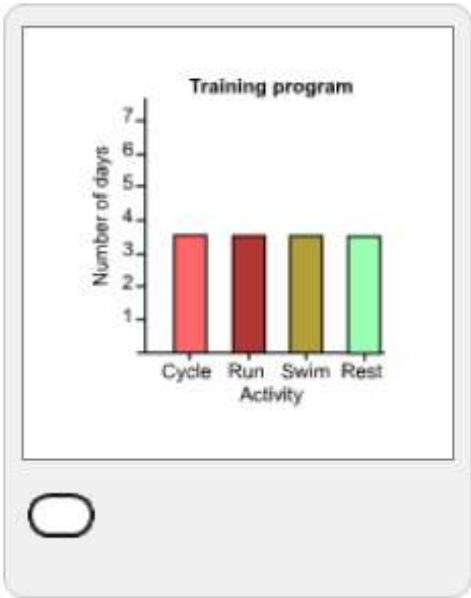 Training program
Number of days
7
6
5
4
3
2
1
Cycle Run Swim Rest
Activity